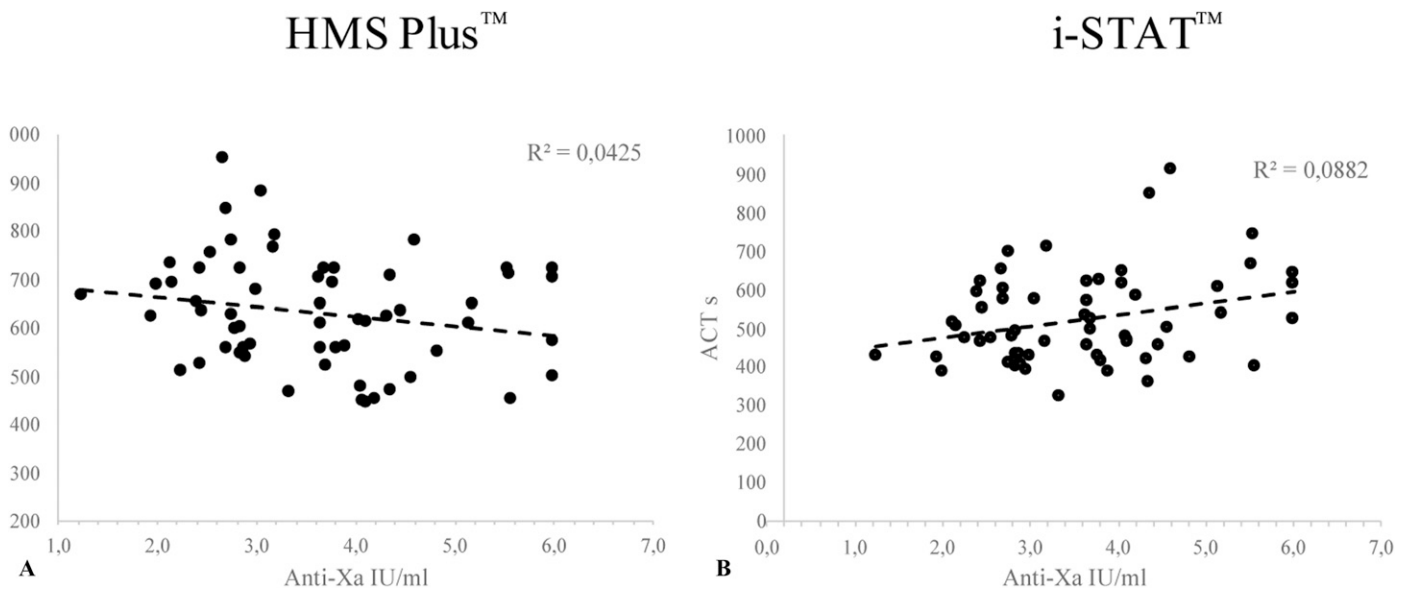 HMS Plus™
i-STAT™
000
900
800
700
600
500
400
300
200
1,0 2,0 3,0 4,0 5,0 6,0 7,0
Anti-Xa IU/ml
A
R² = 0,0425
1000
900
800
700
600
500
400
300
200
100
0
ACT s
0,0 1,0 2,0 3,0 4,0 5,0 6,0 7,0
Anti-Xa IU/ml
B
R² = 0,0882